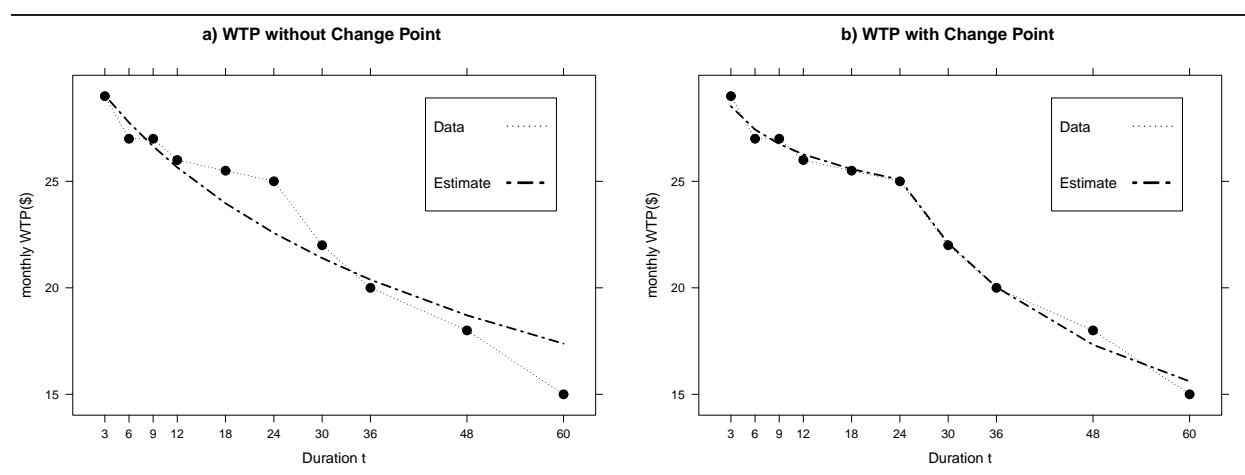 a) WTP without Change Point
monthly WTP($)
25
20
15
Data
Estimate
3 6 9 12 18 24 30 36 48 60
Duration t
b) WTP with Change Point
monthly WTP($)
25
20
15
Data
Estimate
3 6 9 12 18 24 30 36 48 60
Duration t